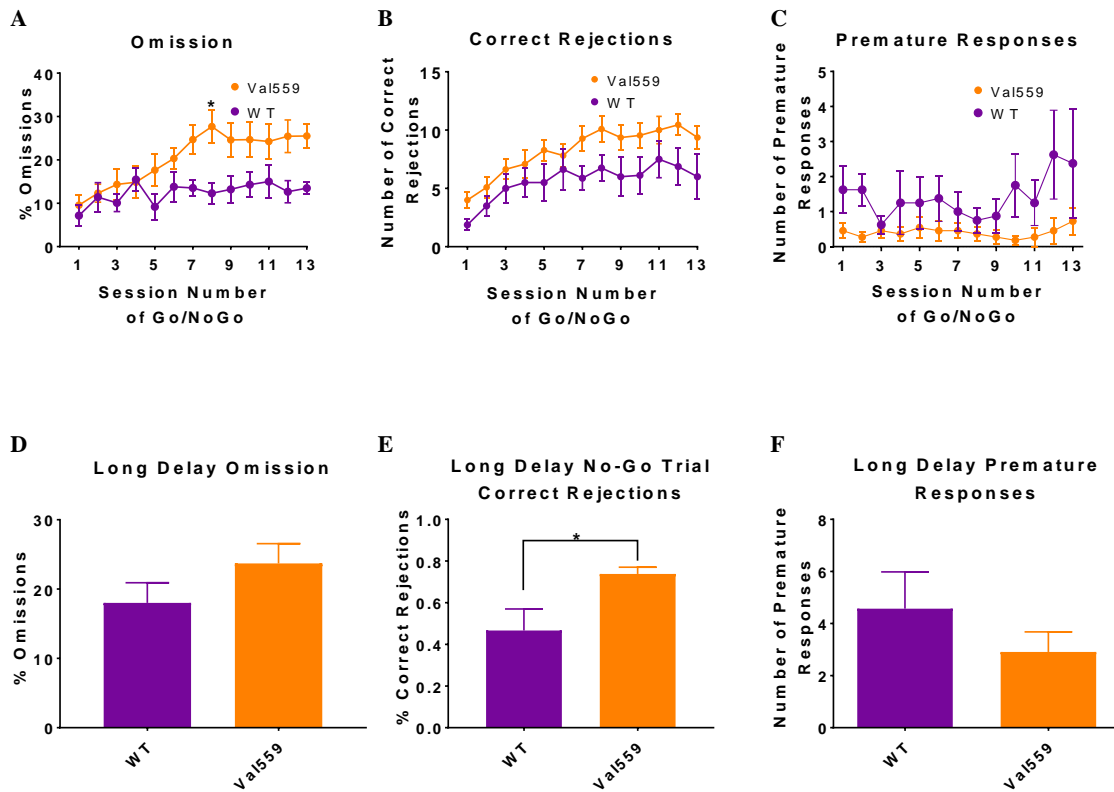 A
Omission
% Omissions
40
30
20
10
0
1 3 5 7 9 11 13
Val559
WT
*
Session Number
of Go/NoGo
B
Correct Rejections
Number of Correct
Rejections
15
10
5
0
1 3 5 7 9 11 13
Val559
WT
Session Number
of Go/NoGo
C
Premature Responses
Number of Premature
Responses
5
4
3
2
1
0
1 3 5 7 9 11 13
Val559
WT
Session Number
of Go/NoGo
D
Long Delay Omission
% Omissions
30
20
10
0
WT
Val559
E
Long Delay No-Go Trial
Correct Rejections
% Correct Rejections
1.0
0.8
0.6
0.4
0.2
0.0
*
WT
Val559
F
Long Delay Premature
Responses
Number of Premature
Responses
8
6
4
2
0
WT
Val559